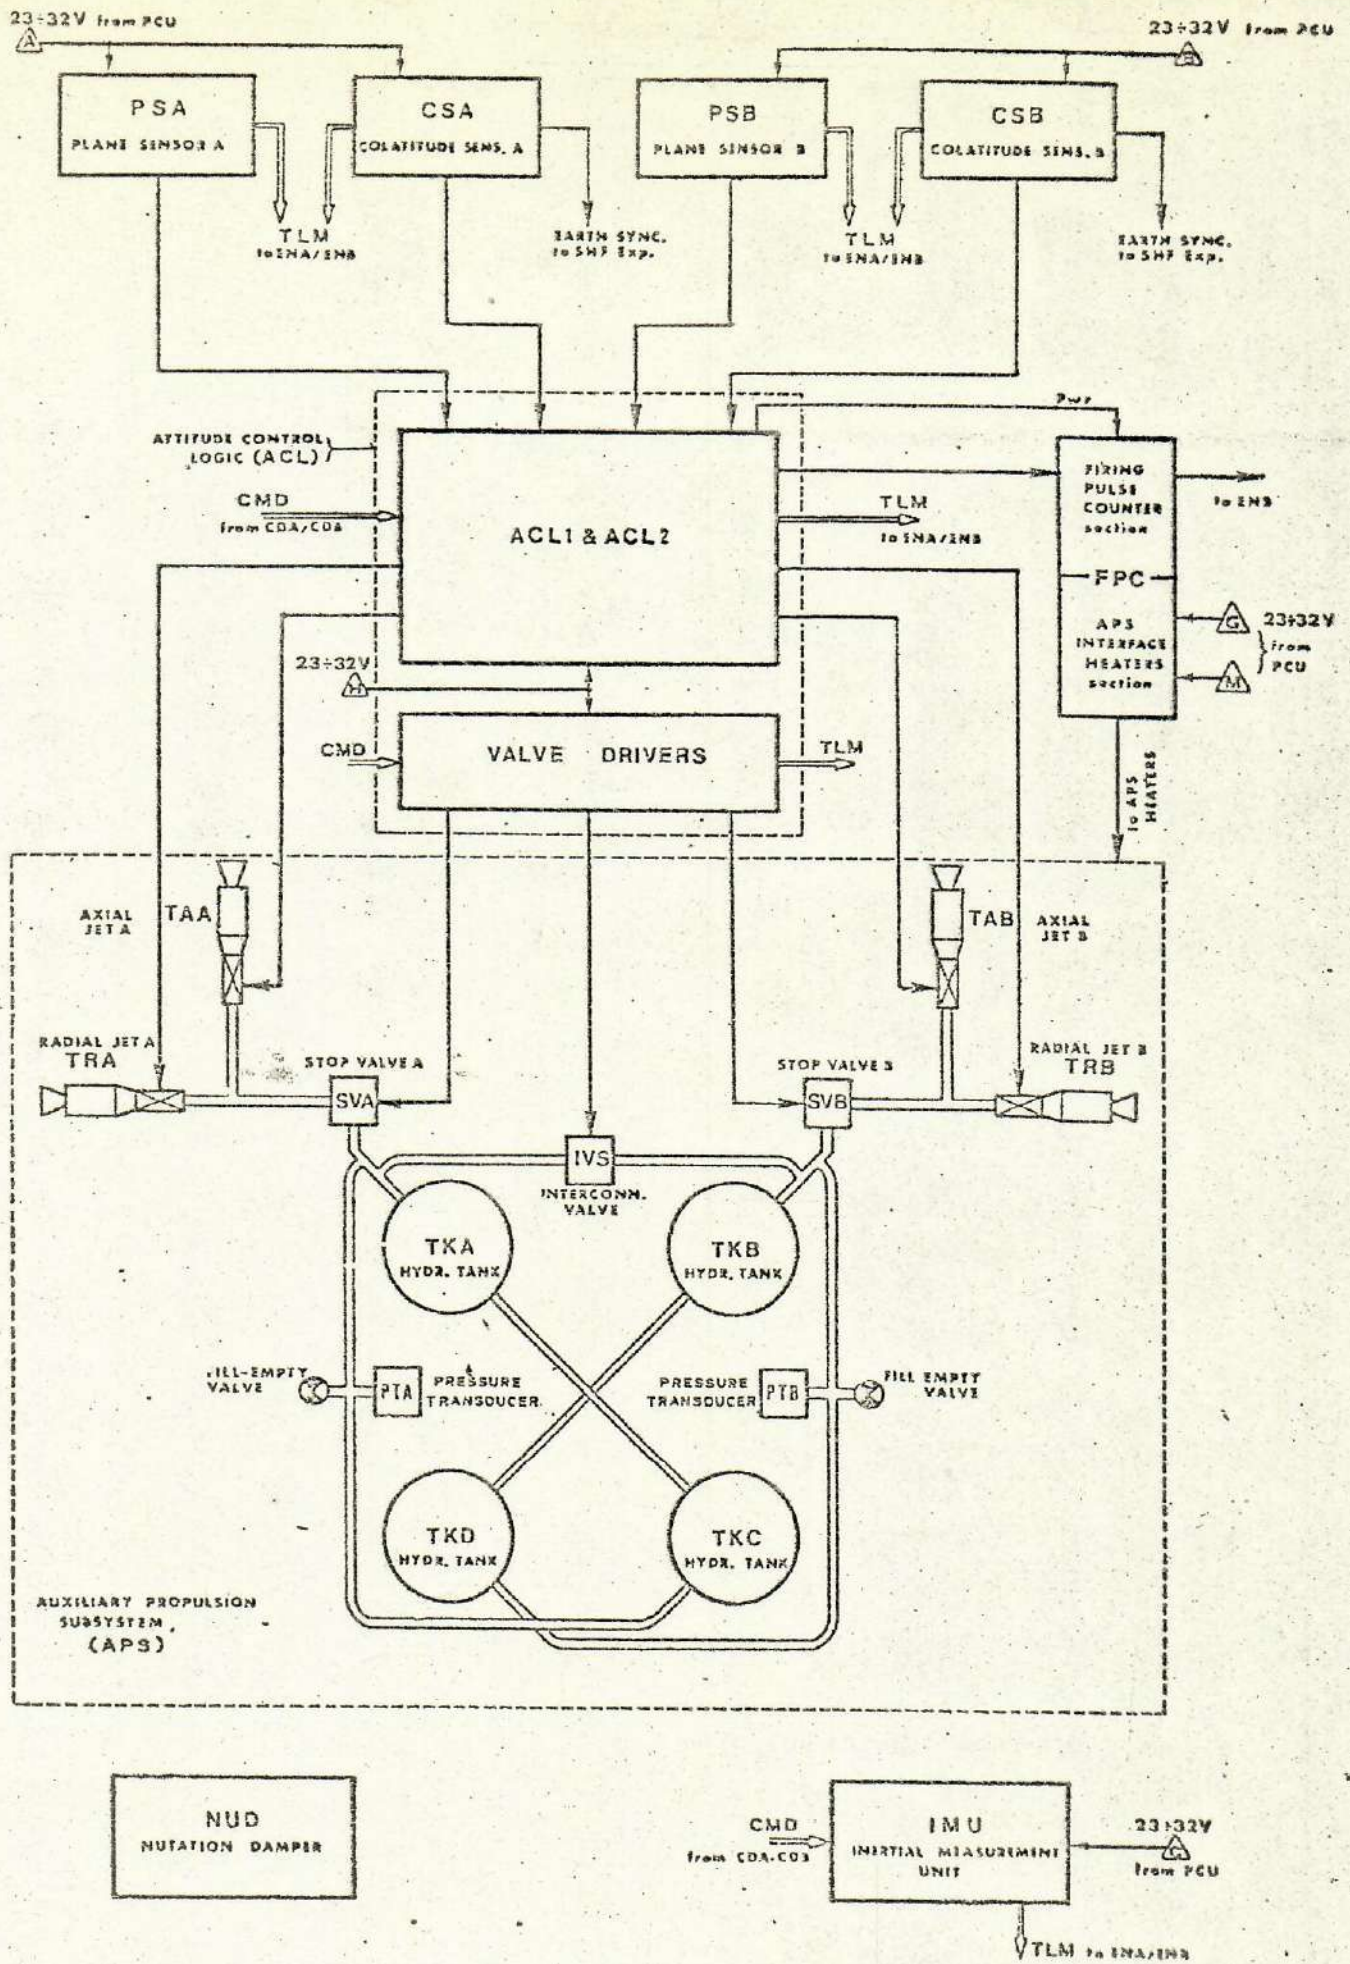 23÷32V from PCU
A
23÷32V from PCU
B
PSA
PLANE SENSOR A
CSA
COLATITUDE SENS. A
PSB
PLANE SENSOR B
CSB
COLATITUDE SENS. B
TLM
to ENA/ENB
EARTH SYNC.
to SHF Exp.
TLM
to ENA/ENB
EARTH SYNC.
to SHF Exp.
Pwr
ATTITUDE CONTROL
LOGIC (ACL)
CMD
from CDA/CDB
ACL1 & ACL2
TLM
to ENA/ENB
FIRING
PULSE
COUNTER
section
to ENB
FPC
APS
INTERFACE
HEATERS
section
G
M
23÷32V
from
PCU
23÷32V
H
CMD
VALVE DRIVERS
TLM
to APS
HEATERS
AXIAL
JET A
TAA
TAB
AXIAL
JET B
RADIAL JET A
TRA
STOP VALVE A
SVA
STOP VALVE B
SVB
RADIAL JET B
TRB
IVS
INTERCONN.
VALVE
TKA
HYDR. TANK
TKB
HYDR. TANK
FILL-EMPTY
VALVE
PTA
PRESSURE
TRANSDUCER
PRESSURE
TRANSDUCER
PTB
FILL EMPTY
VALVE
TKD
HYDR. TANK
TKC
HYDR. TANK
AUXILIARY PROPULSION
SUBSYSTEM
(APS)
NUD
NUTATION DAMPER
CMD
from CDA-CDB
IMU
INERTIAL MEASUREMENT
UNIT
23÷32V
from PCU
TLM to ENA/ENB